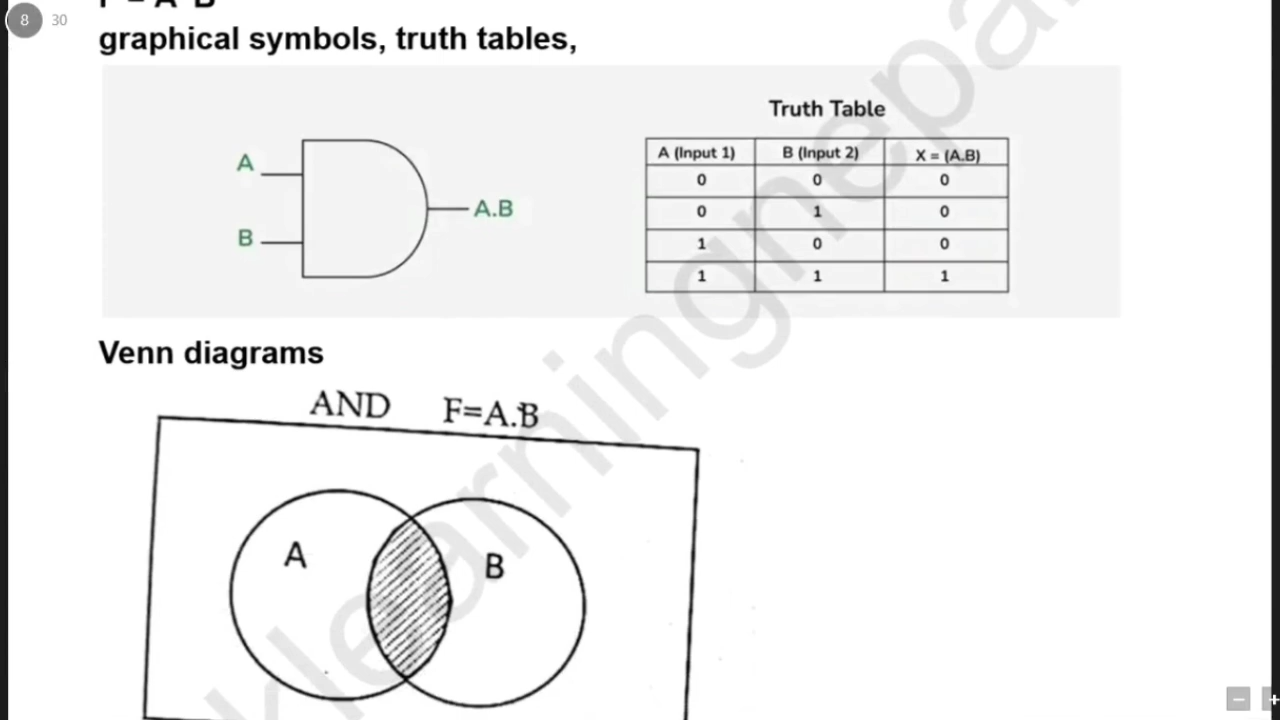 8 30
graphical symbols, truth tables,
Truth Table
A (Input 1) B (Input 2) X = (A.B)
0 0 0
0 1 0
1 0 0
1 1 1
A
B
A.B
Venn diagrams
AND F=A.B
A B